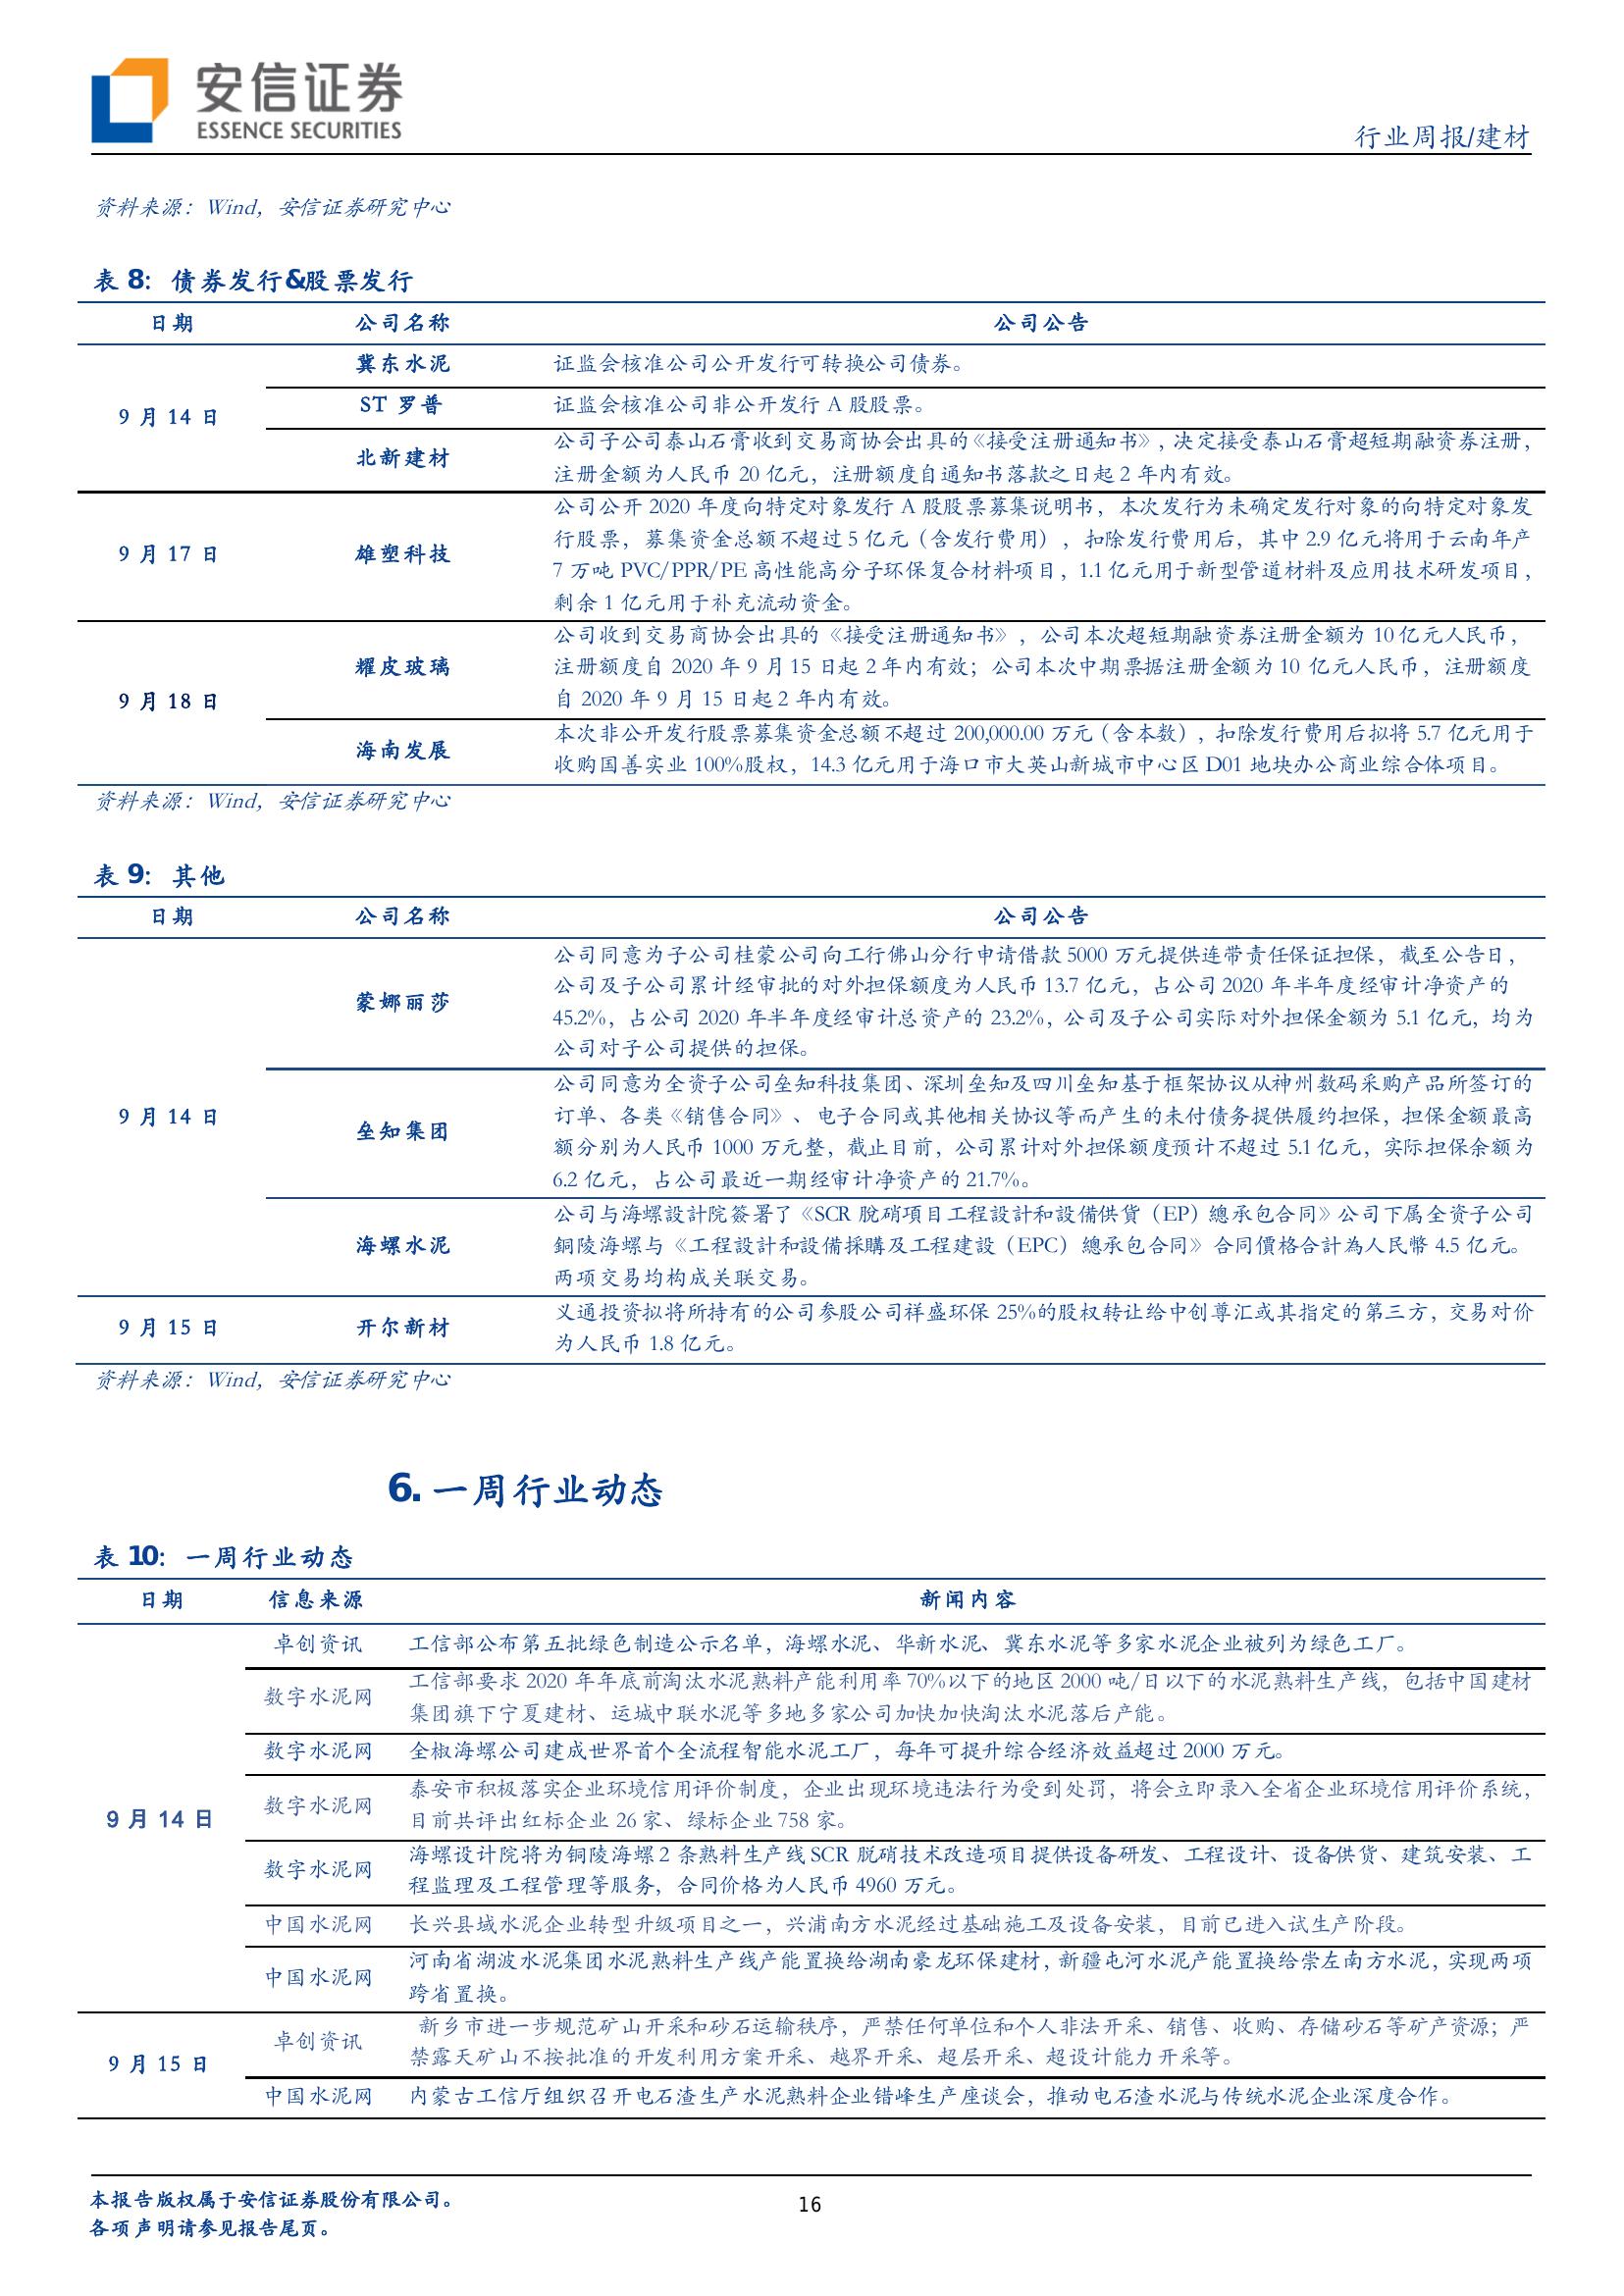 安信证券
ESSENCE SECURITIES
行业周报/建材
资料来源：Wind，安信证券研究中心
表 8：债券发行&股票发行
日期 公司名称 公司公告
9 月 14 日
冀东水泥 证监会核准公司公开发行可转换公司债券。
ST 罗普 证监会核准公司非公开发行 A 股股票。
北新建材
公司子公司泰山石膏收到交易商协会出具的《接受注册通知书》，决定接受泰山石膏超短期融资券注册，
注册金额为人民币 20 亿元，注册额度自通知书落款之日起 2 年内有效。
9 月 17 日 雄塑科技
公司公开 2020 年度向特定对象发行 A 股股票募集说明书，本次发行为未确定发行对象的向特定对象发
行股票，募集资金总额不超过 5 亿元（含发行费用），扣除发行费用后，其中 2.9 亿元将用于云南年产
7 万吨 PVC/PPR/PE 高性能高分子环保复合材料项目，1.1 亿元用于新型管道材料及应用技术研发项目，
剩余 1 亿元用于补充流动资金。
9 月 18 日
耀皮玻璃
公司收到交易商协会出具的《接受注册通知书》，公司本次超短期融资券注册金额为 10 亿元人民币，
注册额度自 2020 年 9 月 15 日起 2 年内有效；公司本次中期票据注册金额为 10 亿元人民币，注册额度
自 2020 年 9 月 15 日起 2 年内有效。
海南发展
本次非公开发行股票募集资金总额不超过 200,000.00 万元（含本数），扣除发行费用后拟将 5.7 亿元用于
收购国善实业 100%股权，14.3 亿元用于海口市大英山新城市中心区 D01 地块办公商业综合体项目。
资料来源：Wind，安信证券研究中心
表 9：其他
日期 公司名称 公司公告
9 月 14 日
蒙娜丽莎
公司同意为子公司桂蒙公司向工行佛山分行申请借款 5000 万元提供连带责任保证担保，截至公告日，
公司及子公司累计经审批的对外担保额度为人民币 13.7 亿元，占公司 2020 年半年度经审计净资产的
45.2%，占公司 2020 年半年度经审计总资产的 23.2%，公司及子公司实际对外担保金额为 5.1 亿元，均为
公司对子公司提供的担保。
垒知集团
公司同意为全资子公司垒知科技集团、深圳垒知及四川垒知基于框架协议从神州数码采购产品所签订的
订单、各类《销售合同》、电子合同或其他相关协议等而产生的未付债务提供履约担保，担保金额最高
额分别为人民币 1000 万元整，截止目前，公司累计对外担保额度预计不超过 5.1 亿元，实际担保余额为
6.2 亿元，占公司最近一期经审计净资产的 21.7%。
海螺水泥
公司与海螺設計院簽署了《SCR 脫硝項目工程設計和設備供貨（EP）總承包合同》公司下属全资子公司
銅陵海螺与《工程設計和設備採購及工程建設（EPC）總承包合同》合同價格合計為人民幣 4.5 亿元。
两项交易均构成关联交易。
9 月 15 日 开尔新材
义通投资拟将所持有的公司参股公司祥盛环保 25%的股权转让给中创尊汇或其指定的第三方，交易对价
为人民币 1.8 亿元。
资料来源：Wind，安信证券研究中心
6. 一周行业动态
表 10：一周行业动态
日期 信息来源 新闻内容
9 月 14 日
卓创资讯 工信部公布第五批绿色制造公示名单，海螺水泥、华新水泥、冀东水泥等多家水泥企业被列为绿色工厂。
数字水泥网
工信部要求 2020 年年底前淘汰水泥熟料产能利用率 70%以下的地区 2000 吨/日以下的水泥熟料生产线，包括中国建材
集团旗下宁夏建材、运城中联水泥等多地多家公司加快加快淘汰水泥落后产能。
数字水泥网 全椒海螺公司建成世界首个全流程智能水泥工厂，每年可提升综合经济效益超过 2000 万元。
数字水泥网
泰安市积极落实企业环境信用评价制度，企业出现环境违法行为受到处罚，将会立即录入全省企业环境信用评价系统，
目前共评出红标企业 26 家、绿标企业 758 家。
数字水泥网
海螺设计院将为铜陵海螺 2 条熟料生产线 SCR 脱硝技术改造项目提供设备研发、工程设计、设备供货、建筑安装、工
程监理及工程管理等服务，合同价格为人民币 4960 万元。
中国水泥网 长兴县域水泥企业转型升级项目之一，兴浦南方水泥经过基础施工及设备安装，目前已进入试生产阶段。
中国水泥网
河南省湖波水泥集团水泥熟料生产线产能置换给湖南豪龙环保建材，新疆屯河水泥产能置换给崇左南方水泥，实现两项
跨省置换。
9 月 15 日
卓创资讯
新乡市进一步规范矿山开采和砂石运输秩序，严禁任何单位和个人非法开采、销售、收购、存储砂石等矿产资源；严
禁露天矿山不按批准的开发利用方案开采、越界开采、超层开采、超设计能力开采等。
中国水泥网 内蒙古工信厅组织召开电石渣生产水泥熟料企业错峰生产座谈会，推动电石渣水泥与传统水泥企业深度合作。
本报告版权属于安信证券股份有限公司。
各项声明请参见报告尾页。
16